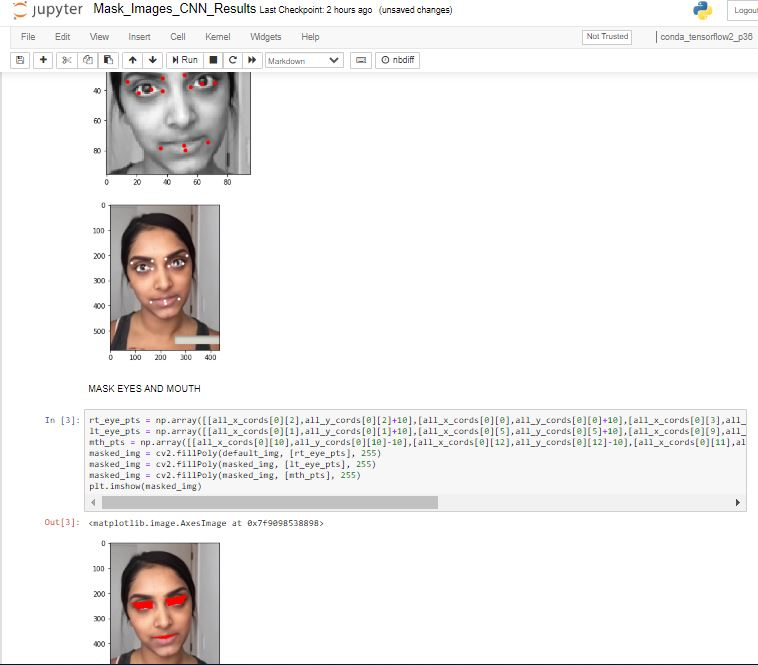 jupyter Mask_Images_CNN_Results Last Checkpoint: 2 hours ago (unsaved changes)
Logout
File Edit View Insert Cell Kernel Widgets Help Not Trusted conda_tensorflow2_p36
Run Markdown nbdiff
40
60
80
0 20 40 60 80
0
100
200
300
400
500
0 100 200 300 400
MASK EYES AND MOUTH
In [3]: rt_eye_pts = np.array([[all_x_cords[0][2],all_y_cords[0][2]+10],[all_x_cords[0][0],all_y_cords[0][0]+10],[all_x_cords[0][3],all_
lt_eye_pts = np.array([[all_x_cords[0][1],all_y_cords[0][1]+10],[all_x_cords[0][5],all_y_cords[0][5]+10],[all_x_cords[0][9],all_
mth_pts = np.array([[all_x_cords[0][10],all_y_cords[0][10]-10],[all_x_cords[0][12],all_y_cords[0][12]-10],[all_x_cords[0][11],al
masked_img = cv2.fillPoly(default_img, [rt_eye_pts], 255)
masked_img = cv2.fillPoly(masked_img, [lt_eye_pts], 255)
masked_img = cv2.fillPoly(masked_img, [mth_pts], 255)
plt.imshow(masked_img)
Out[3]: <matplotlib.image.AxesImage at 0x7f9098538898>
0
100
200
300
400